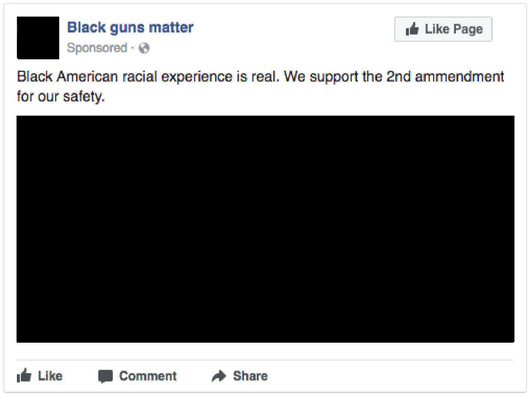 Black guns matter
Sponsored ·
Like Page
Black American racial experience is real. We support the 2nd ammendment
for our safety.
Like Comment Share